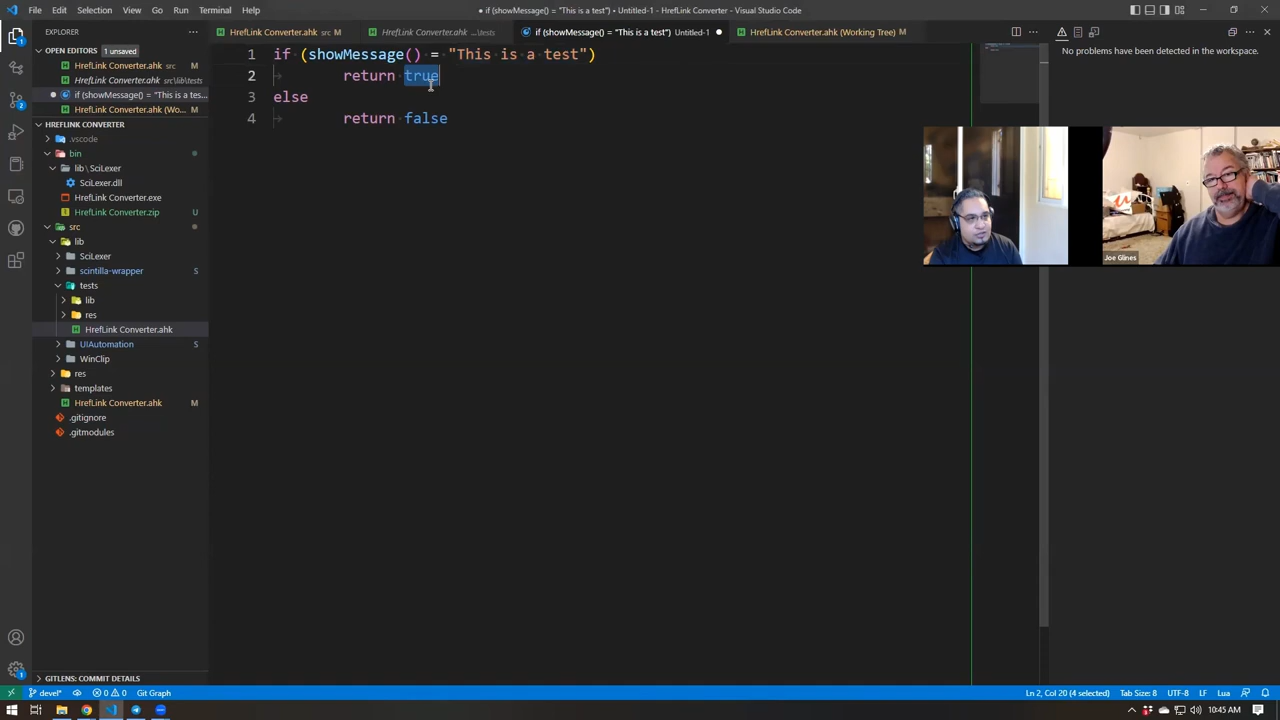 File Edit Selection View Go Run Terminal Help
● if (showMessage() = "This is a test") • Untitled-1 - HrefLink Converter - Visual Studio Code
EXPLORER
HrefLink Converter.ahk src M
HrefLink Converter.ahk ...\tests
if (showMessage() = "This is a test") Untitled-1 ●
HrefLink Converter.ahk (Working Tree) M
OPEN EDITORS 1 unsaved
HrefLink Converter.ahk src M
HrefLink Converter.ahk src\lib\tests
● if (showMessage() = "This is a tes...
HrefLink Converter.ahk (Wo... M
HREFLINK CONVERTER
.vscode
bin
lib \ SciLexer
SciLexer.dll
HrefLink Converter.exe
HrefLink Converter.zip U
src
lib
SciLexer
scintilla-wrapper S
tests
lib
res
HrefLink Converter.ahk
UIAutomation S
WinClip
res
templates
HrefLink Converter.ahk M
.gitignore
.gitmodules
GITLENS: COMMIT DETAILS
1 if (showMessage() = "This is a test")
2 return true
3 else
4 return false
No problems have been detected in the workspace.
Joe Glines
devel* 0 0 Git Graph
Ln 2, Col 20 (4 selected) Tab Size: 8 UTF-8 LF Lua
10:45 AM